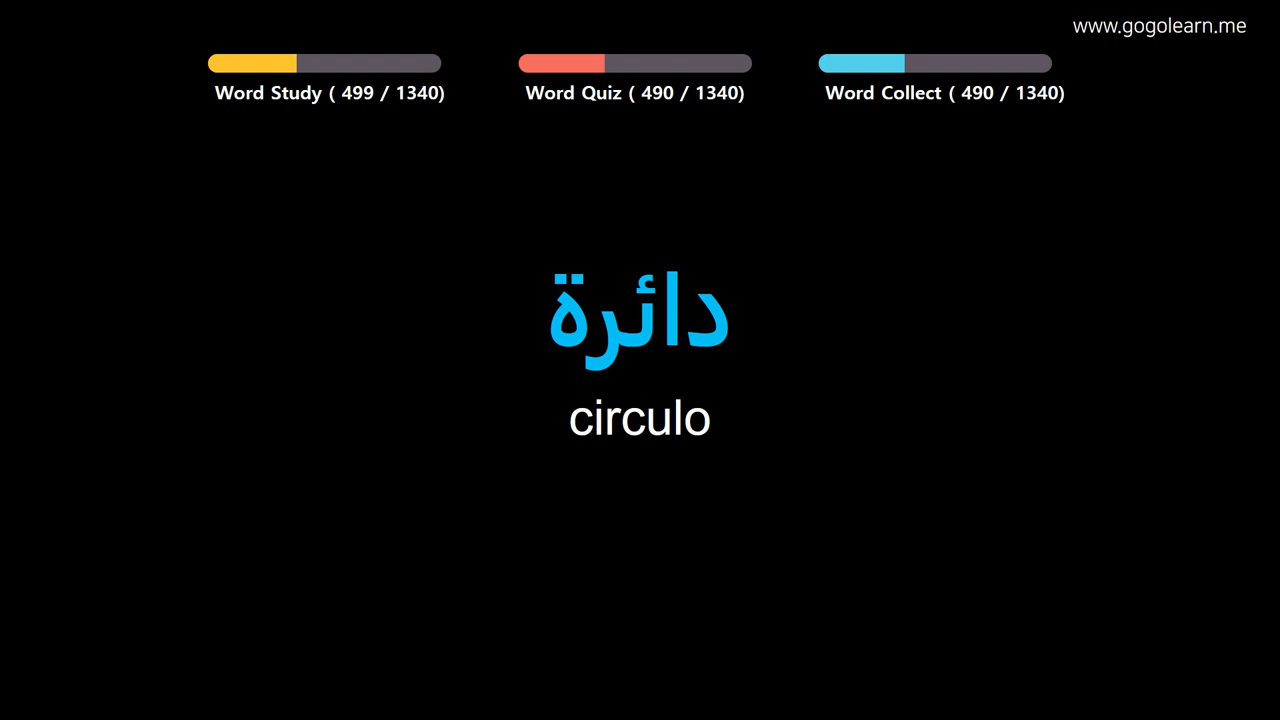 www.gogolearn.me
Word Study ( 499 / 1340)
Word Quiz ( 490 / 1340)
Word Collect ( 490 / 1340)
دائرة
circulo